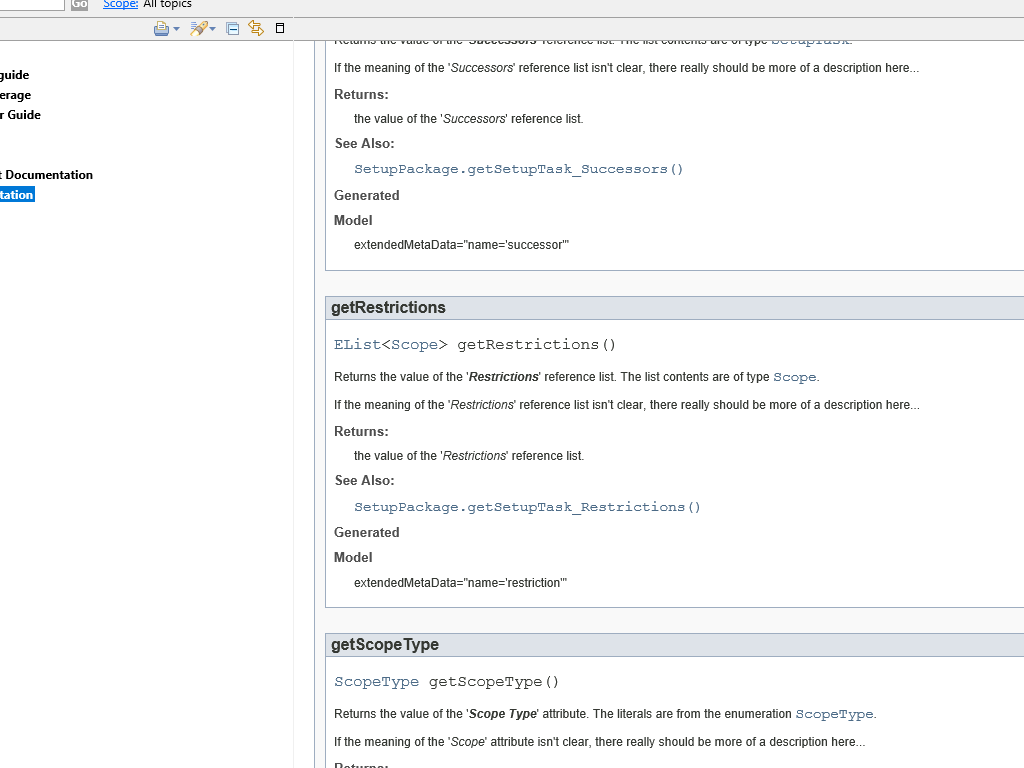 Go Scope: All topics
guide
erage
r Guide
t Documentation
tation
Returns the value of the 'Successors' reference list. The list contents are of type SetupTask.
If the meaning of the 'Successors' reference list isn't clear, there really should be more of a description here...
Returns:
the value of the 'Successors' reference list.
See Also:
SetupPackage.getSetupTask_Successors()
Generated
Model
extendedMetaData="name='successor'"
getRestrictions
EList<Scope> getRestrictions()
Returns the value of the 'Restrictions' reference list. The list contents are of type Scope.
If the meaning of the 'Restrictions' reference list isn't clear, there really should be more of a description here...
Returns:
the value of the 'Restrictions' reference list.
See Also:
SetupPackage.getSetupTask_Restrictions()
Generated
Model
extendedMetaData="name='restriction'"
getScopeType
ScopeType getScopeType()
Returns the value of the 'Scope Type' attribute. The literals are from the enumeration ScopeType.
If the meaning of the 'Scope' attribute isn't clear, there really should be more of a description here...
Returns: